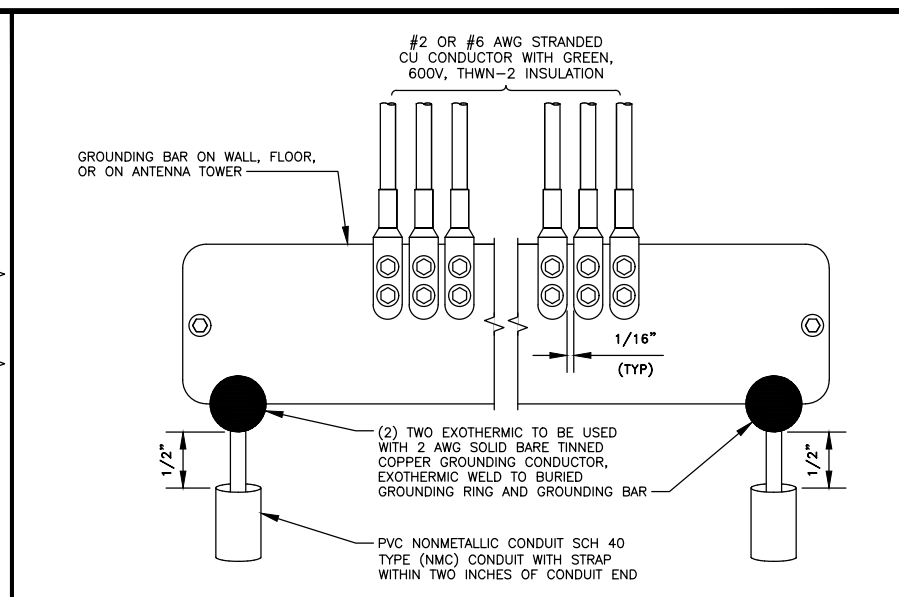 #2 OR #6 AWG STRANDED
CU CONDUCTOR WITH GREEN,
600V, THWN-2 INSULATION
GROUNDING BAR ON WALL, FLOOR,
OR ON ANTENNA TOWER
1/16"
(TYP)
(2) TWO EXOTHERMIC TO BE USED
WITH 2 AWG SOLID BARE TINNED
COPPER GROUNDING CONDUCTOR,
EXOTHERMIC WELD TO BURIED
GROUNDING RING AND GROUNDING BAR
1/2"
1/2"
PVC NONMETALLIC CONDUIT SCH 40
TYPE (NMC) CONDUIT WITH STRAP
WITHIN TWO INCHES OF CONDUIT END